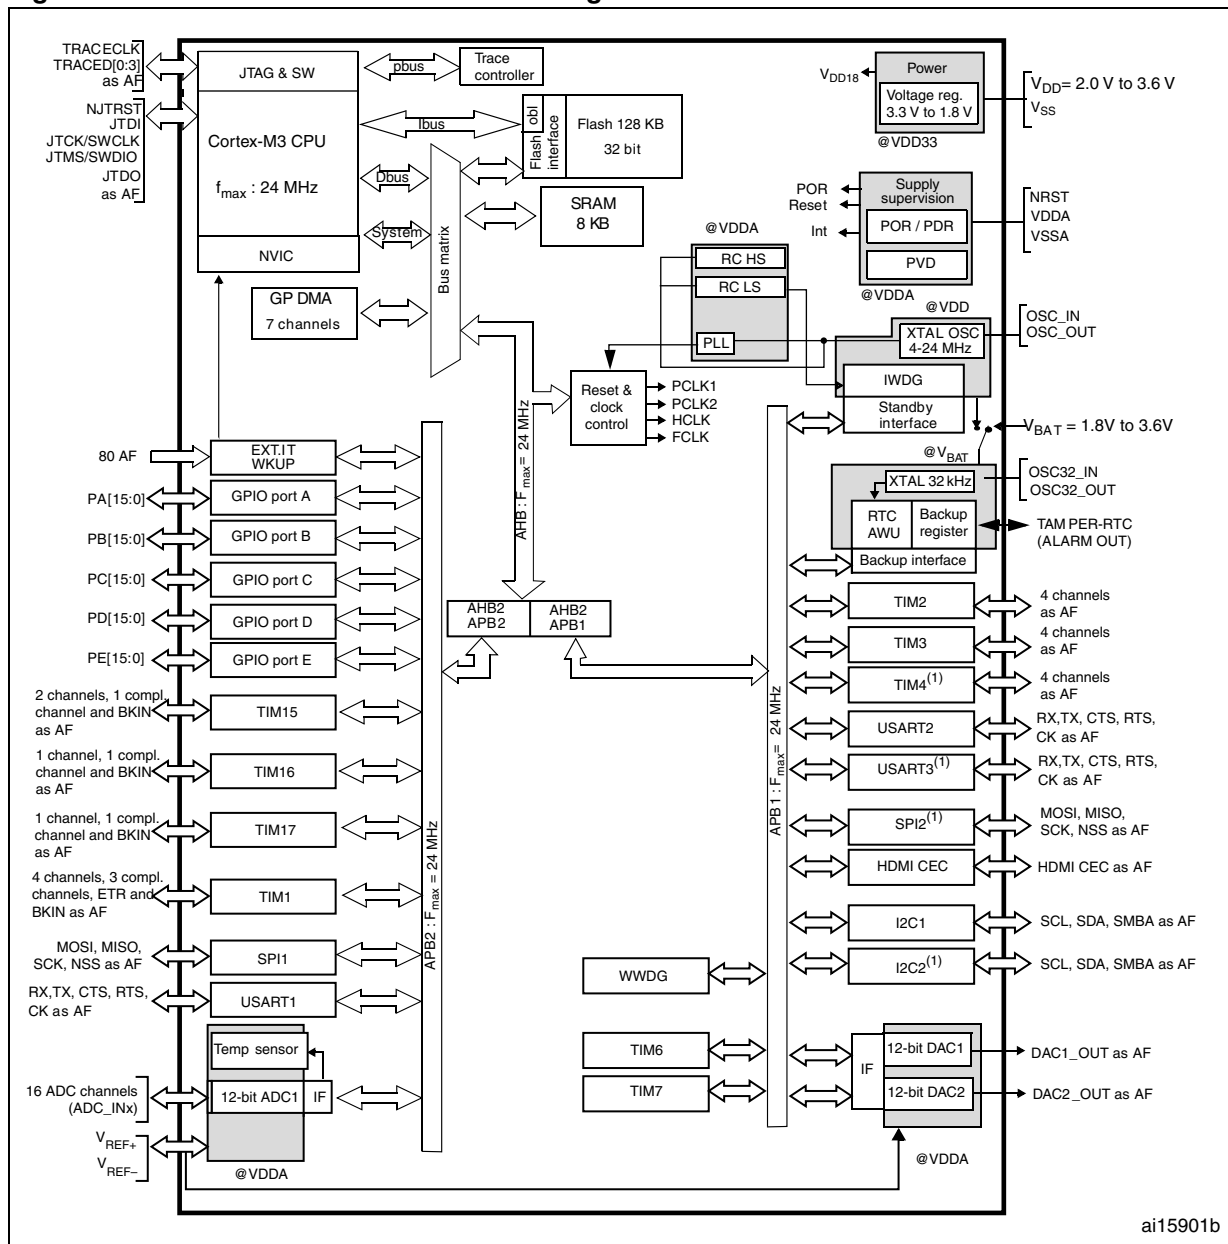 TRACECLK
TRACED[0:3]
as AF
NJTRST
JTDI
JTCK/SWCLK
JTMS/SWDIO
JTDO
as AF
JTAG & SW
Cortex-M3 CPU
fmax : 24 MHz
NVIC
pbus
Trace
controller
Ibus
Dbus
System
Bus matrix
Flash
interface
obl
Flash 128 KB
32 bit
SRAM
8 KB
GP DMA
7 channels
VDD18
Power
Voltage reg.
3.3 V to 1.8 V
@VDD33
VDD= 2.0 V to 3.6 V
VSS
POR
Reset
Int
Supply
supervision
POR / PDR
PVD
@VDDA
NRST
VDDA
VSSA
@VDDA
RC HS
RC LS
PLL
@VDD
XTAL OSC
4-24 MHz
OSC_IN
OSC_OUT
IWDG
Standby
interface
Reset &
clock
control
PCLK1
PCLK2
HCLK
FCLK
VBAT = 1.8V to 3.6V
@VBAT
XTAL 32 kHz
OSC32_IN
OSC32_OUT
RTC
AWU
Backup
register
Backup interface
TAM PER-RTC
(ALARM OUT)
AHB : Fmax = 24 MHz
80 AF
EXT.IT
WKUP
PA[15:0]
GPIO port A
PB[15:0]
GPIO port B
PC[15:0]
GPIO port C
PD[15:0]
GPIO port D
PE[15:0]
GPIO port E
2 channels, 1 compl.
channel and BKIN
as AF
TIM15
1 channel, 1 compl.
channel and BKIN
as AF
TIM16
1 channel, 1 compl.
channel and BKIN
as AF
TIM17
4 channels, 3 compl.
channels, ETR and
BKIN as AF
TIM1
MOSI, MISO,
SCK, NSS as AF
SPI1
RX,TX, CTS, RTS,
CK as AF
USART1
Temp sensor
16 ADC channels
(ADC_INx)
12-bit ADC1
IF
VREF+
VREF–
@VDDA
APB2 : Fmax = 24 MHz
AHB2
APB2
AHB2
APB1
APB1 : Fmax = 24 MHz
TIM2
4 channels
as AF
TIM3
4 channels
as AF
TIM4(1)
4 channels
as AF
USART2
RX,TX, CTS, RTS,
CK as AF
USART3(1)
RX,TX, CTS, RTS,
CK as AF
SPI2(1)
MOSI, MISO,
SCK, NSS as AF
HDMI CEC
HDMI CEC as AF
I2C1
SCL, SDA, SMBA as AF
I2C2(1)
SCL, SDA, SMBA as AF
WWDG
TIM6
TIM7
IF
12-bit DAC1
DAC1_OUT as AF
12-bit DAC2
DAC2_OUT as AF
@VDDA
ai15901b